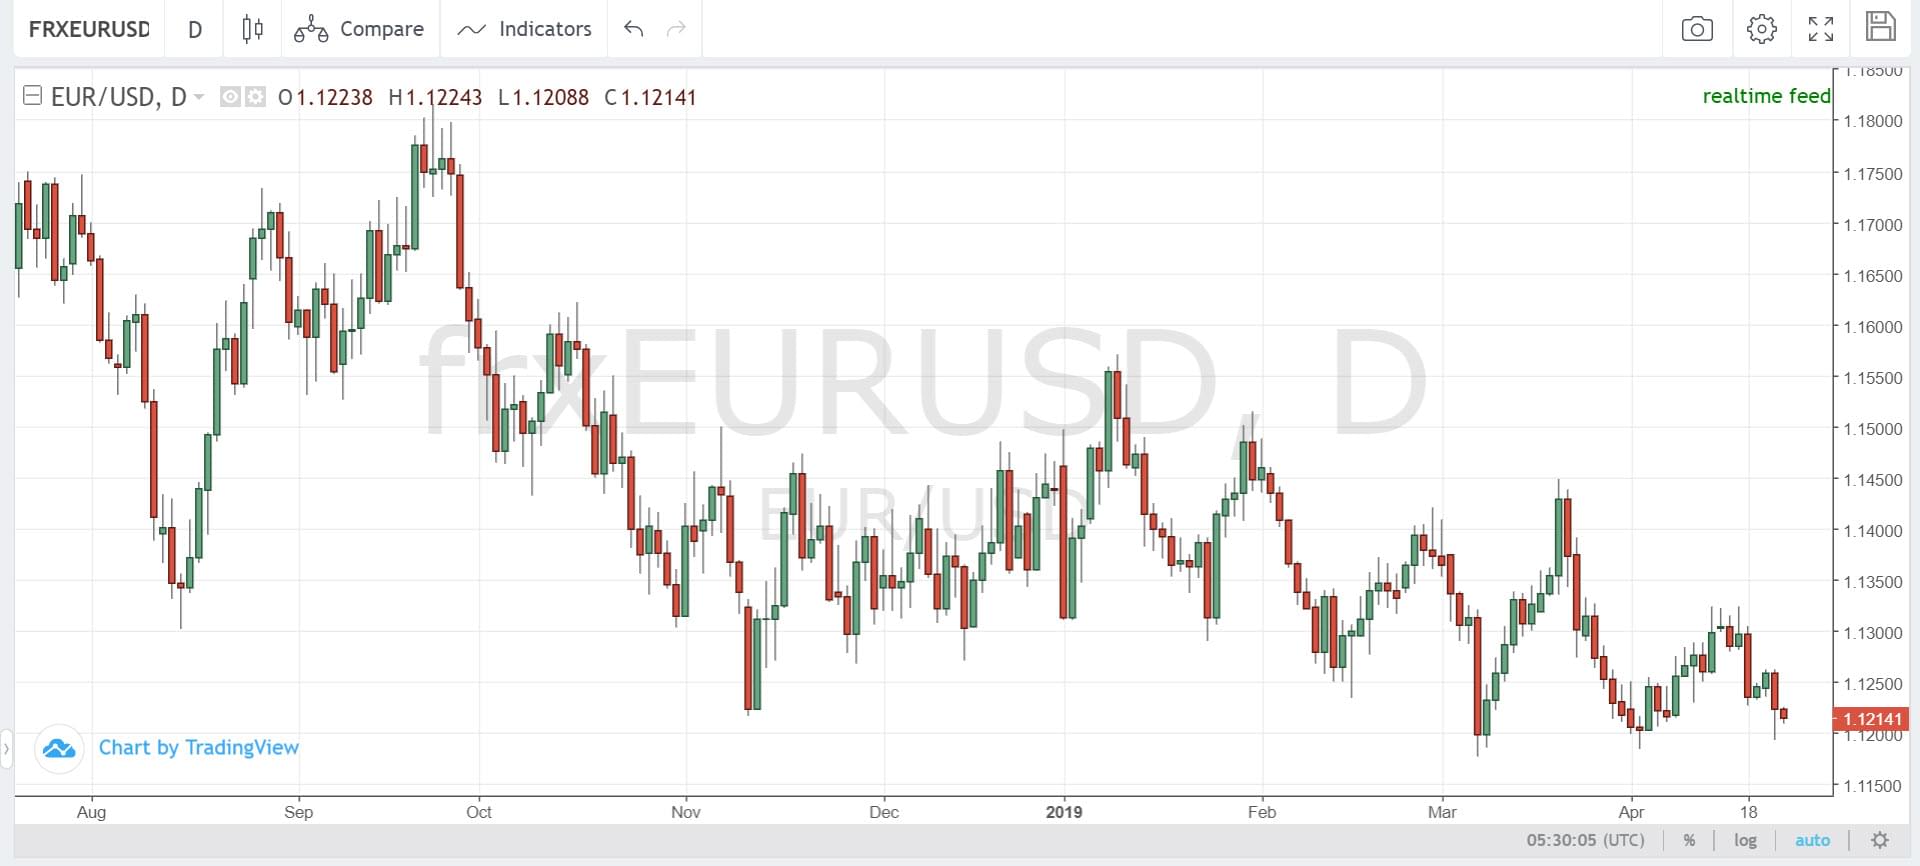 FRXEURUSD D Compare Indicators
EUR/USD, D O1.12238 H1.12243 L1.12088 C1.12141
realtime feed
1.18500
1.18000
1.17500
1.17000
1.16500
1.16000
1.15500
1.15000
1.14500
1.14000
1.13500
1.13000
1.12500
1.12141
1.12000
1.11500
frxEURUSD, D
EUR/USD
Chart by TradingView
Aug Sep Oct Nov Dec 2019 Feb Mar Apr 18
05:30:05 (UTC) % log auto